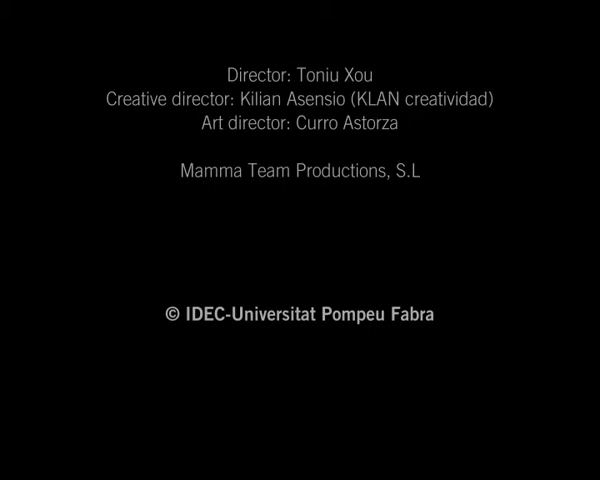 Director: Toniu Xou
Creative director: Kilian Asensio (KLAN creatividad)
Art director: Curro Astorza
Mamma Team Productions, S.L
© IDEC-Universitat Pompeu Fabra